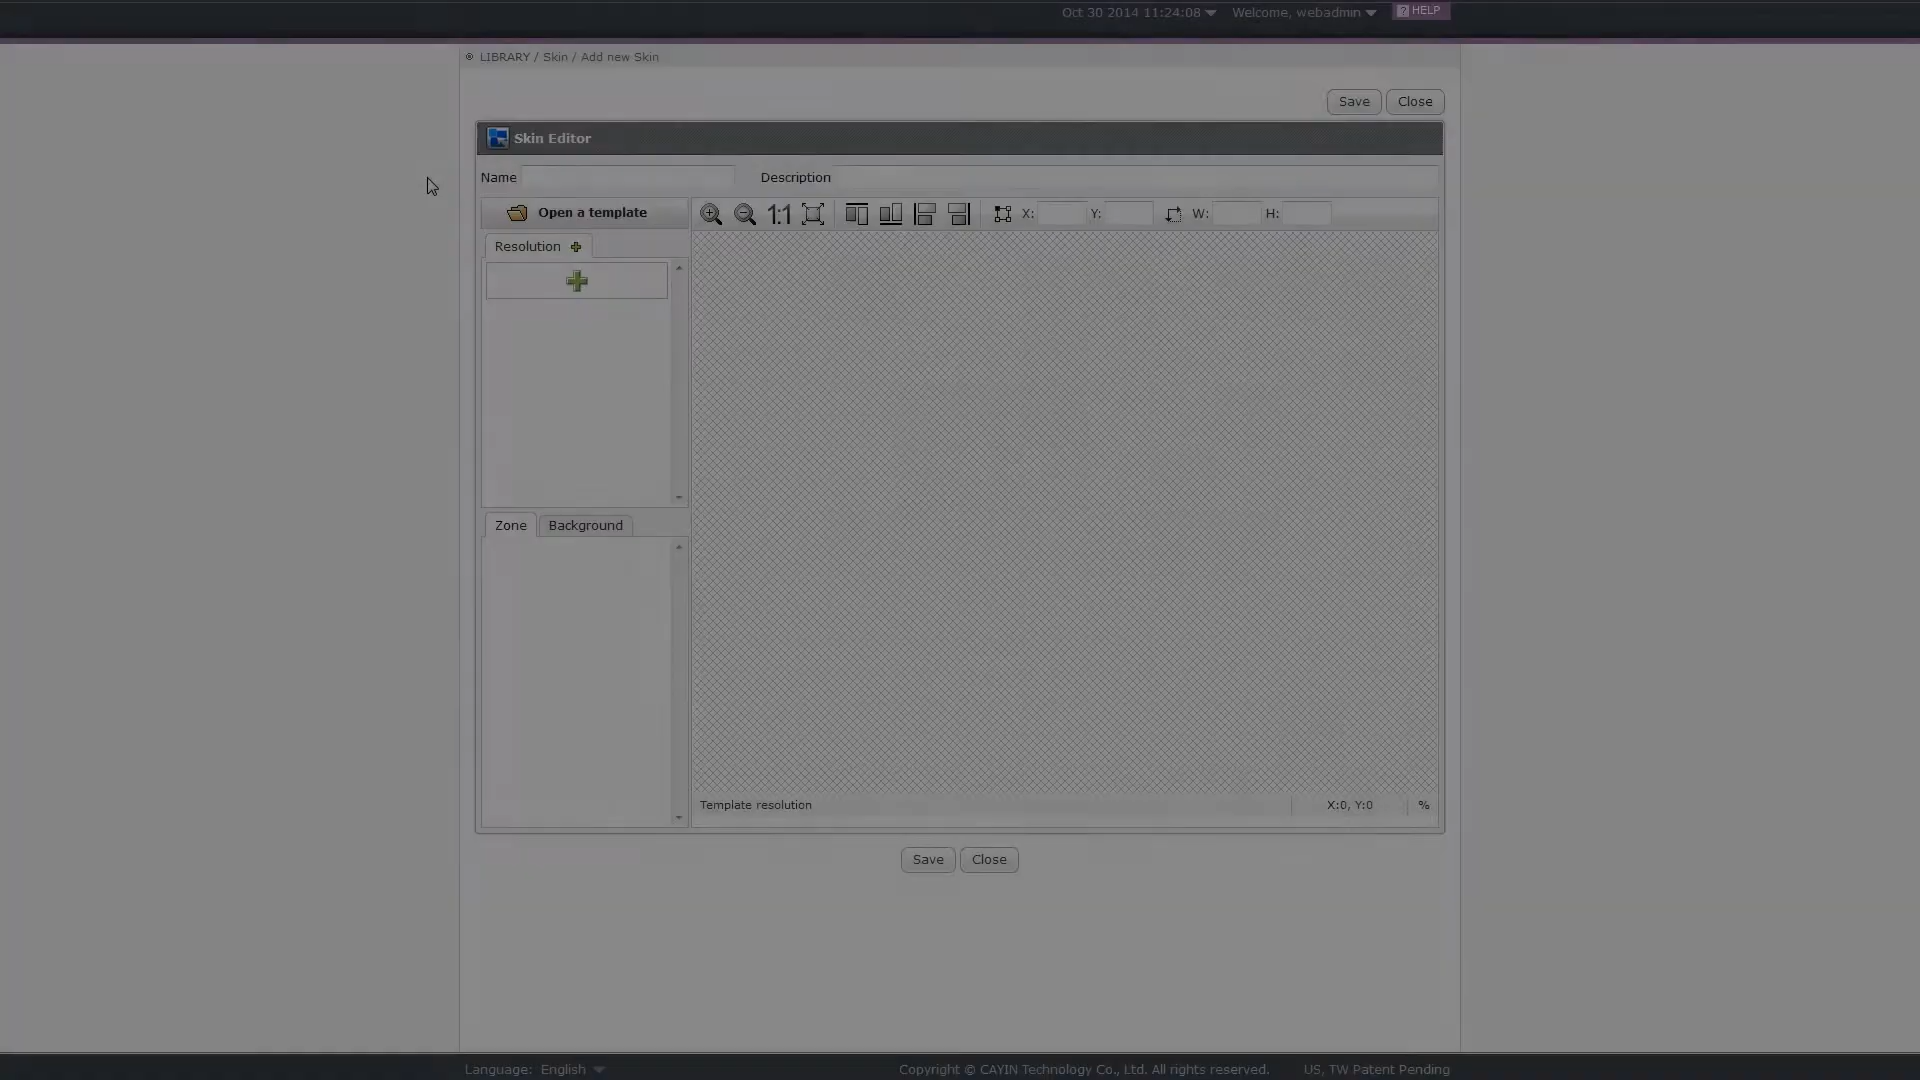 Oct 30 2014 11:24:08 Welcome, webadmin ? HELP
LIBRARY / Skin / Add new Skin
Save Close
Skin Editor
Name Description
Open a template 1:1 X: Y: W: H:
Resolution
Zone Background
Template resolution X:0, Y:0 %
Save Close
Language: English Copyright © CAYIN Technology Co., Ltd. All rights reserved. US, TW Patent Pending